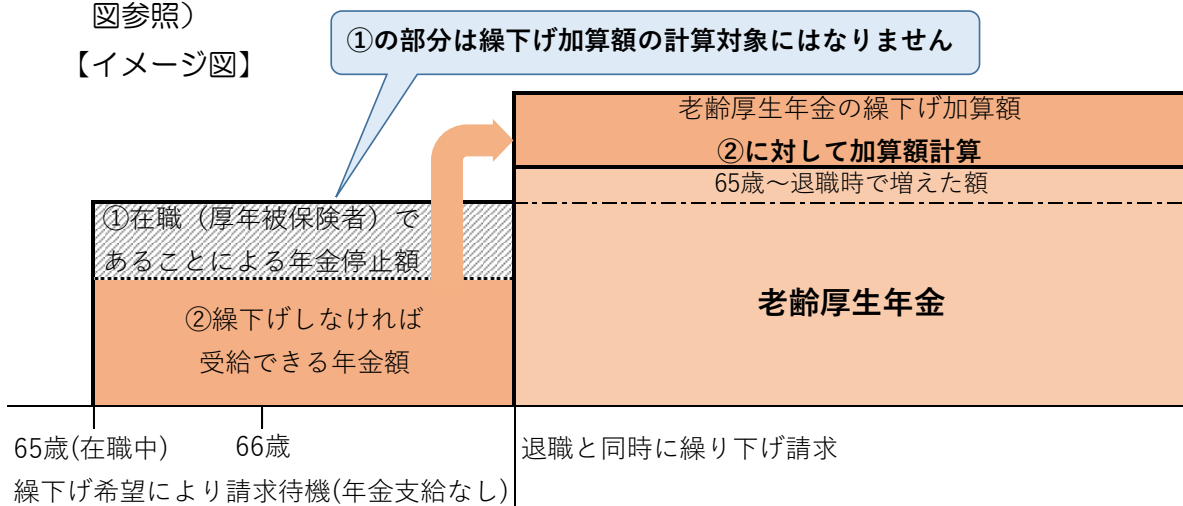 図参照）
【イメージ図】
①の部分は繰下げ加算額の計算対象にはなりません
老齢厚生年金の繰下げ加算額
②に対して加算額計算
65歳～退職時で増えた額
①在職（厚年被保険者）で
あることによる年金停止額
②繰下げしなければ
受給できる年金額
老齢厚生年金
65歳(在職中)
66歳
退職と同時に繰り下げ請求
繰下げ希望により請求待機(年金支給なし)